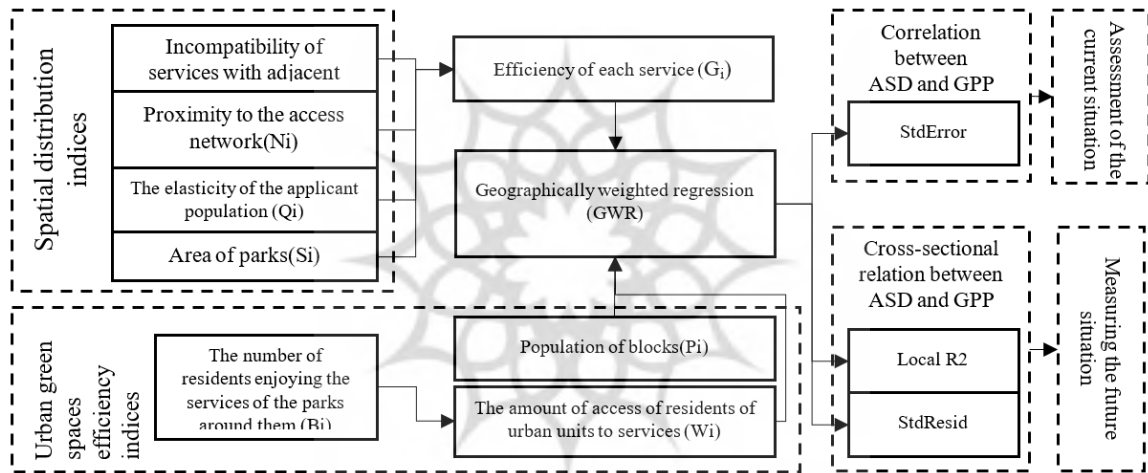 Spatial distribution
indices
Incompatibility of
services with adjacent
Proximity to the access
network(Ni)
The elasticity of the applicant
population (Qi)
Area of parks(Si)
Efficiency of each service (Gi)
Geographically weighted regression
(GWR)
Urban green
spaces
efficiency
indices
The number of
residents enjoying the
services of the parks
around them (Bi)
Population of blocks(Pi)
The amount of access of residents of
urban units to services (Wi)
Correlation
between
ASD and GPP
StdError
Assessment of the
current situation
Cross-sectional
relation between
ASD and GPP
Local R2
StdResid
Measuring the future
situation